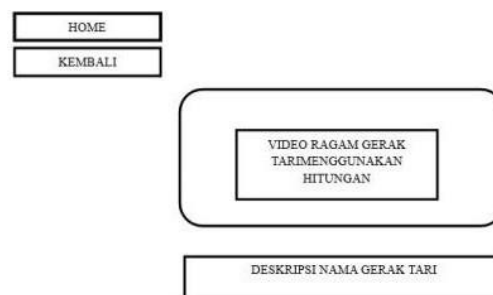 HOME
KEMBALI
VIDEO RAGAM GERAK
TARIMENGGUNAKAN
HITUNGAN
DESKRIPSI NAMA GERAK TARI